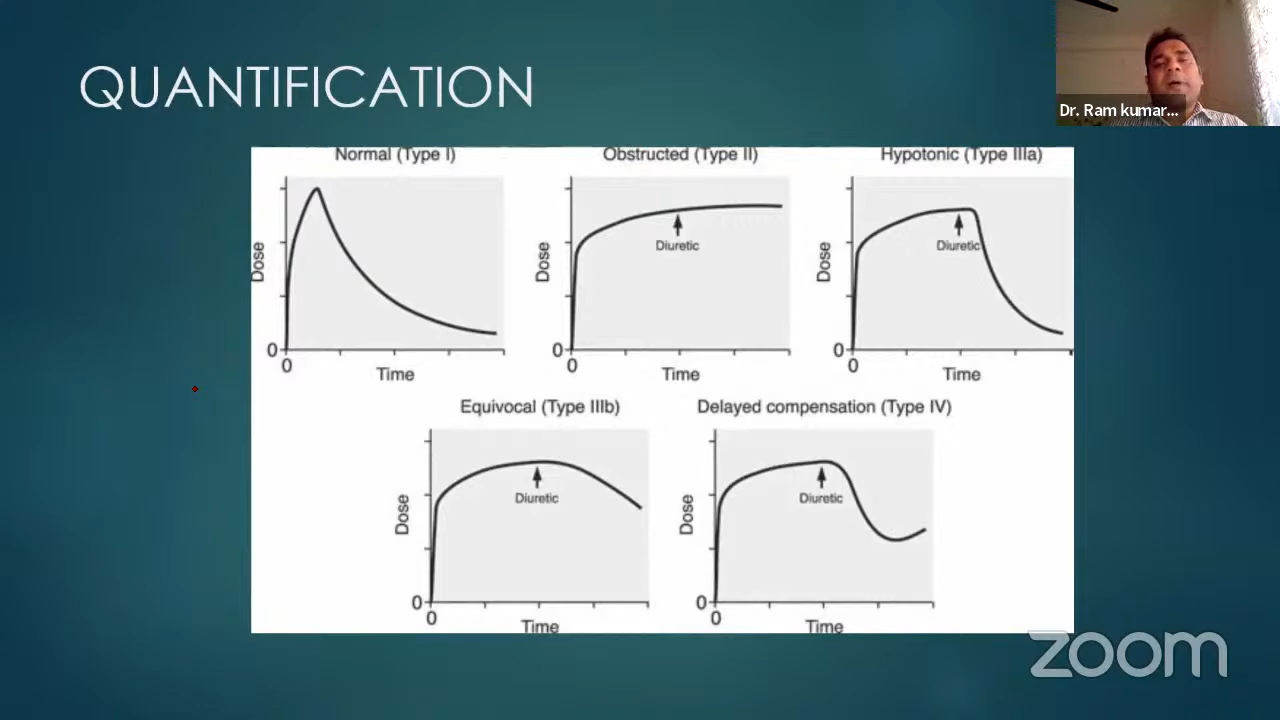 QUANTIFICATION
Dr. Ram kumar...
Normal (Type I)
Dose
0
0
Time
Obstructed (Type II)
Dose
Diuretic
0
0
Time
Hypotonic (Type IIIa)
Dose
Diuretic
0
0
Time
Equivocal (Type IIIb)
Dose
Diuretic
0
0
Time
Delayed compensation (Type IV)
Dose
Diuretic
0
0
Time
zoom